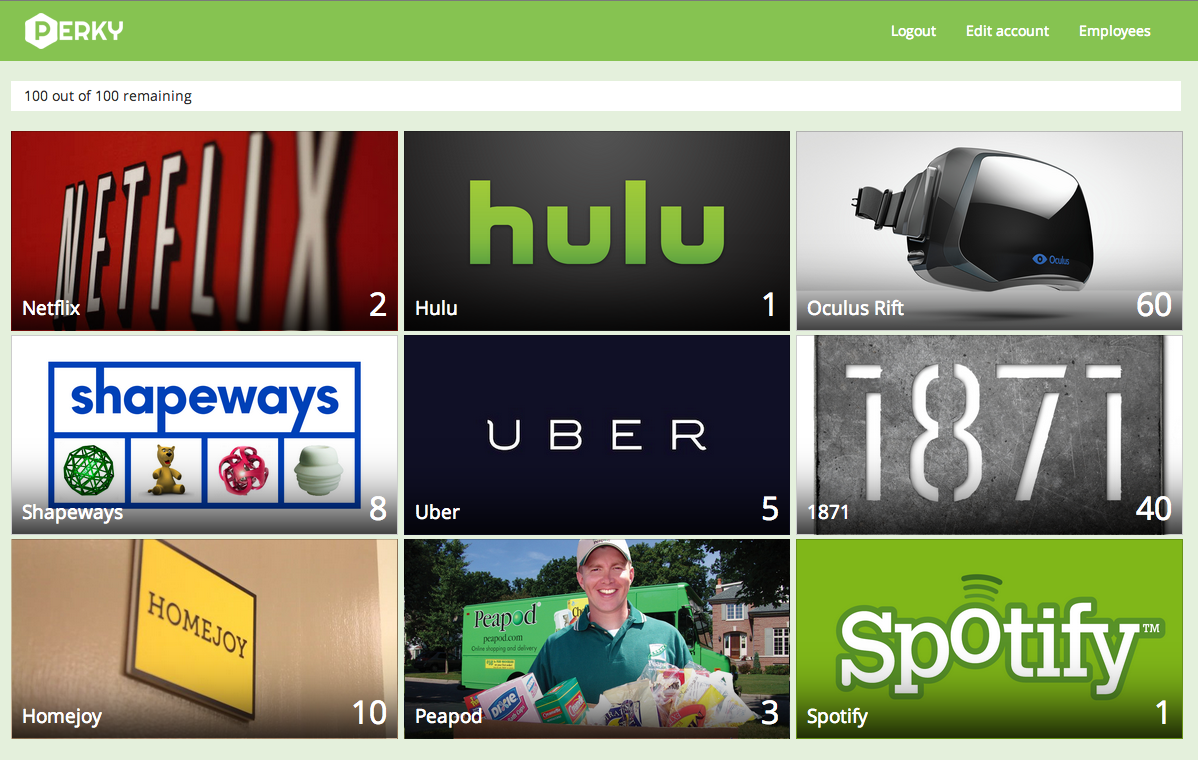 PERKY
Logout Edit account Employees
100 out of 100 remaining
NETFLIX
Netflix 2
hulu
Hulu 1
Oculus
Oculus Rift 60
shapeways
Shapeways 8
UBER
Uber 5
1871
1871 40
HOMEJOY
Homejoy 10
Peapod
peapod.com
Online shopping and delivery
DIXIE
Peapod 3
Spotify™
Spotify 1